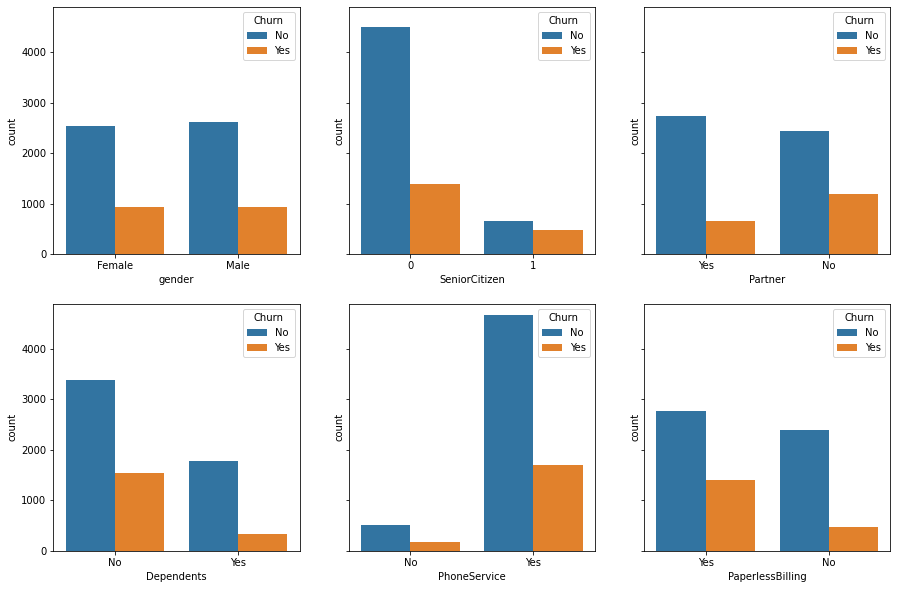 Churn
No
Yes
count
4000
3000
2000
1000
0
Female
Male
gender
Churn
No
Yes
count
0
1
SeniorCitizen
Churn
No
Yes
count
Yes
No
Partner
Churn
No
Yes
count
4000
3000
2000
1000
0
No
Yes
Dependents
Churn
No
Yes
count
No
Yes
PhoneService
Churn
No
Yes
count
Yes
No
PaperlessBilling